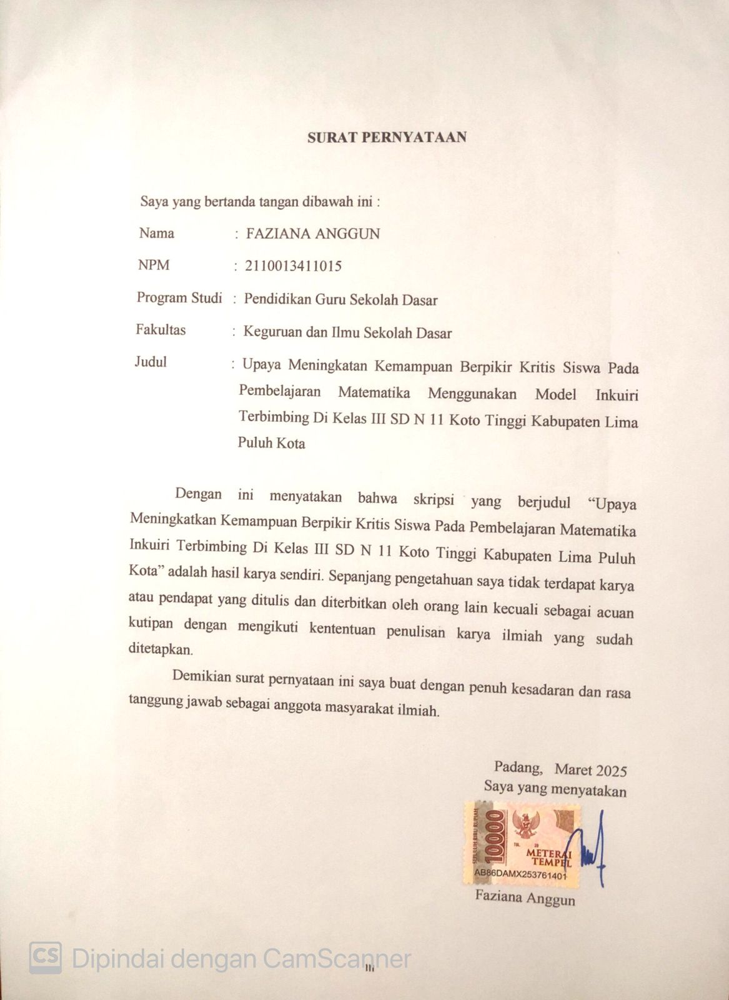 SURAT PERNYATAAN
Saya yang bertanda tangan dibawah ini :
Nama : FAZIANA ANGGUN
NPM : 2110013411015
Program Studi : Pendidikan Guru Sekolah Dasar
Fakultas : Keguruan dan Ilmu Sekolah Dasar
Judul : Upaya Meningkatan Kemampuan Berpikir Kritis Siswa Pada
Pembelajaran Matematika Menggunakan Model Inkuiri
Terbimbing Di Kelas III SD N 11 Koto Tinggi Kabupaten Lima
Puluh Kota
Dengan ini menyatakan bahwa skripsi yang berjudul “Upaya
Meningkatkan Kemampuan Berpikir Kritis Siswa Pada Pembelajaran Matematika
Inkuiri Terbimbing Di Kelas III SD N 11 Koto Tinggi Kabupaten Lima Puluh
Kota” adalah hasil karya sendiri. Sepanjang pengetahuan saya tidak terdapat karya
atau pendapat yang ditulis dan diterbitkan oleh orang lain kecuali sebagai acuan
kutipan dengan mengikuti kententuan penulisan karya ilmiah yang sudah
ditetapkan.
Demikian surat pernyataan ini saya buat dengan penuh kesadaran dan rasa
tanggung jawab sebagai anggota masyarakat ilmiah.
Padang, Maret 2025
Saya yang menyatakan
SEPULUH RIBU RUPIAH
10000
TGL. 20
METERAI
TEMPEL
AB86DAMX253761401
Faziana Anggun
CS Dipindai dengan CamScanner